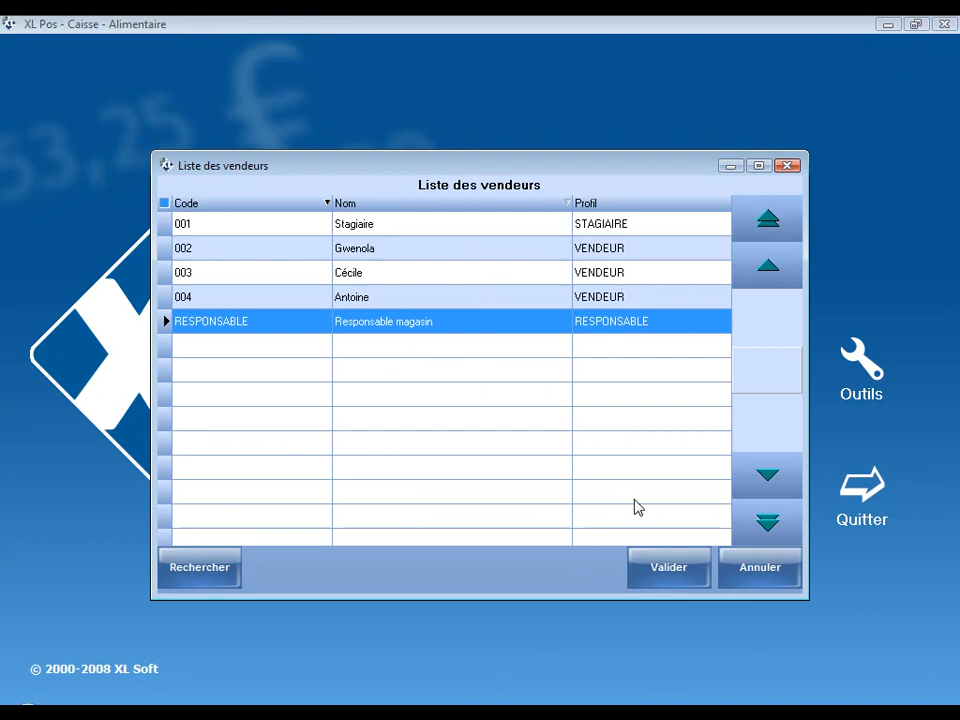 XL Pos - Caisse - Alimentaire
53,25 €
Liste des vendeurs
Liste des vendeurs
Code Nom Profil
001 Stagiaire STAGIAIRE
002 Gwenola VENDEUR
003 Cécile VENDEUR
004 Antoine VENDEUR
RESPONSABLE Responsable magasin RESPONSABLE
Outils
Quitter
Rechercher Valider Annuler
© 2000-2008 XL Soft